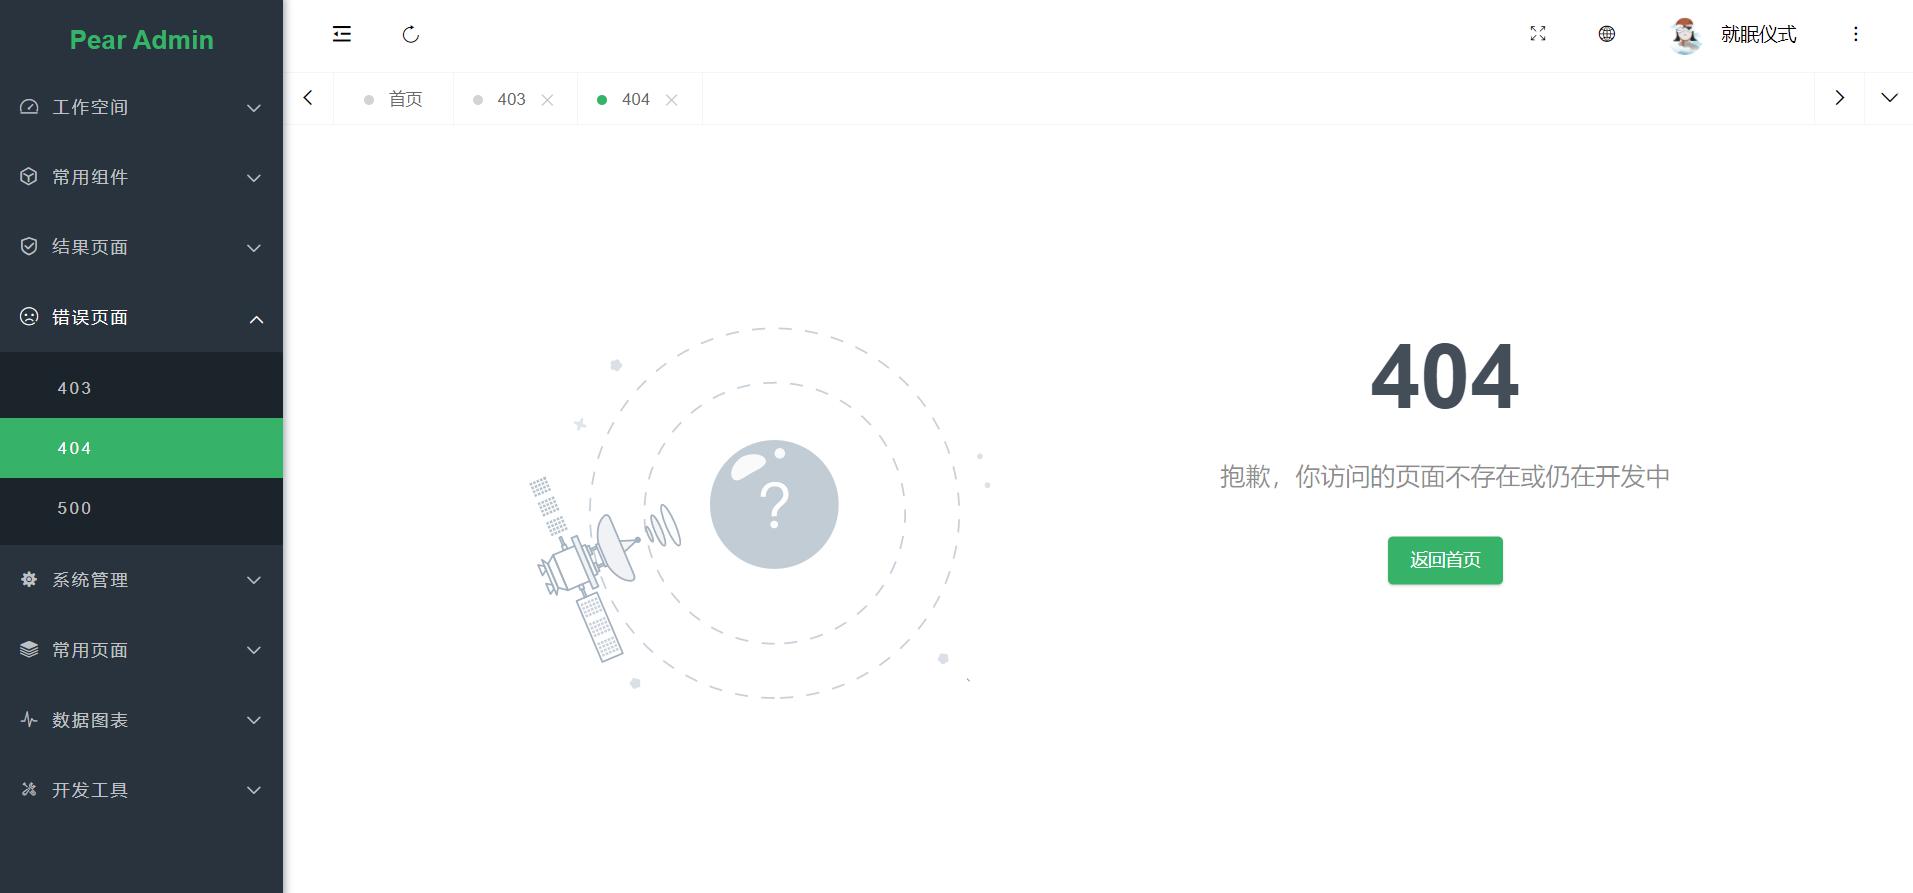 Pear Admin
工作空间
常用组件
结果页面
错误页面
403
404
500
系统管理
常用页面
数据图表
开发工具
就眠仪式
首页
403
404
?
404
抱歉，你访问的页面不存在或仍在开发中
返回首页